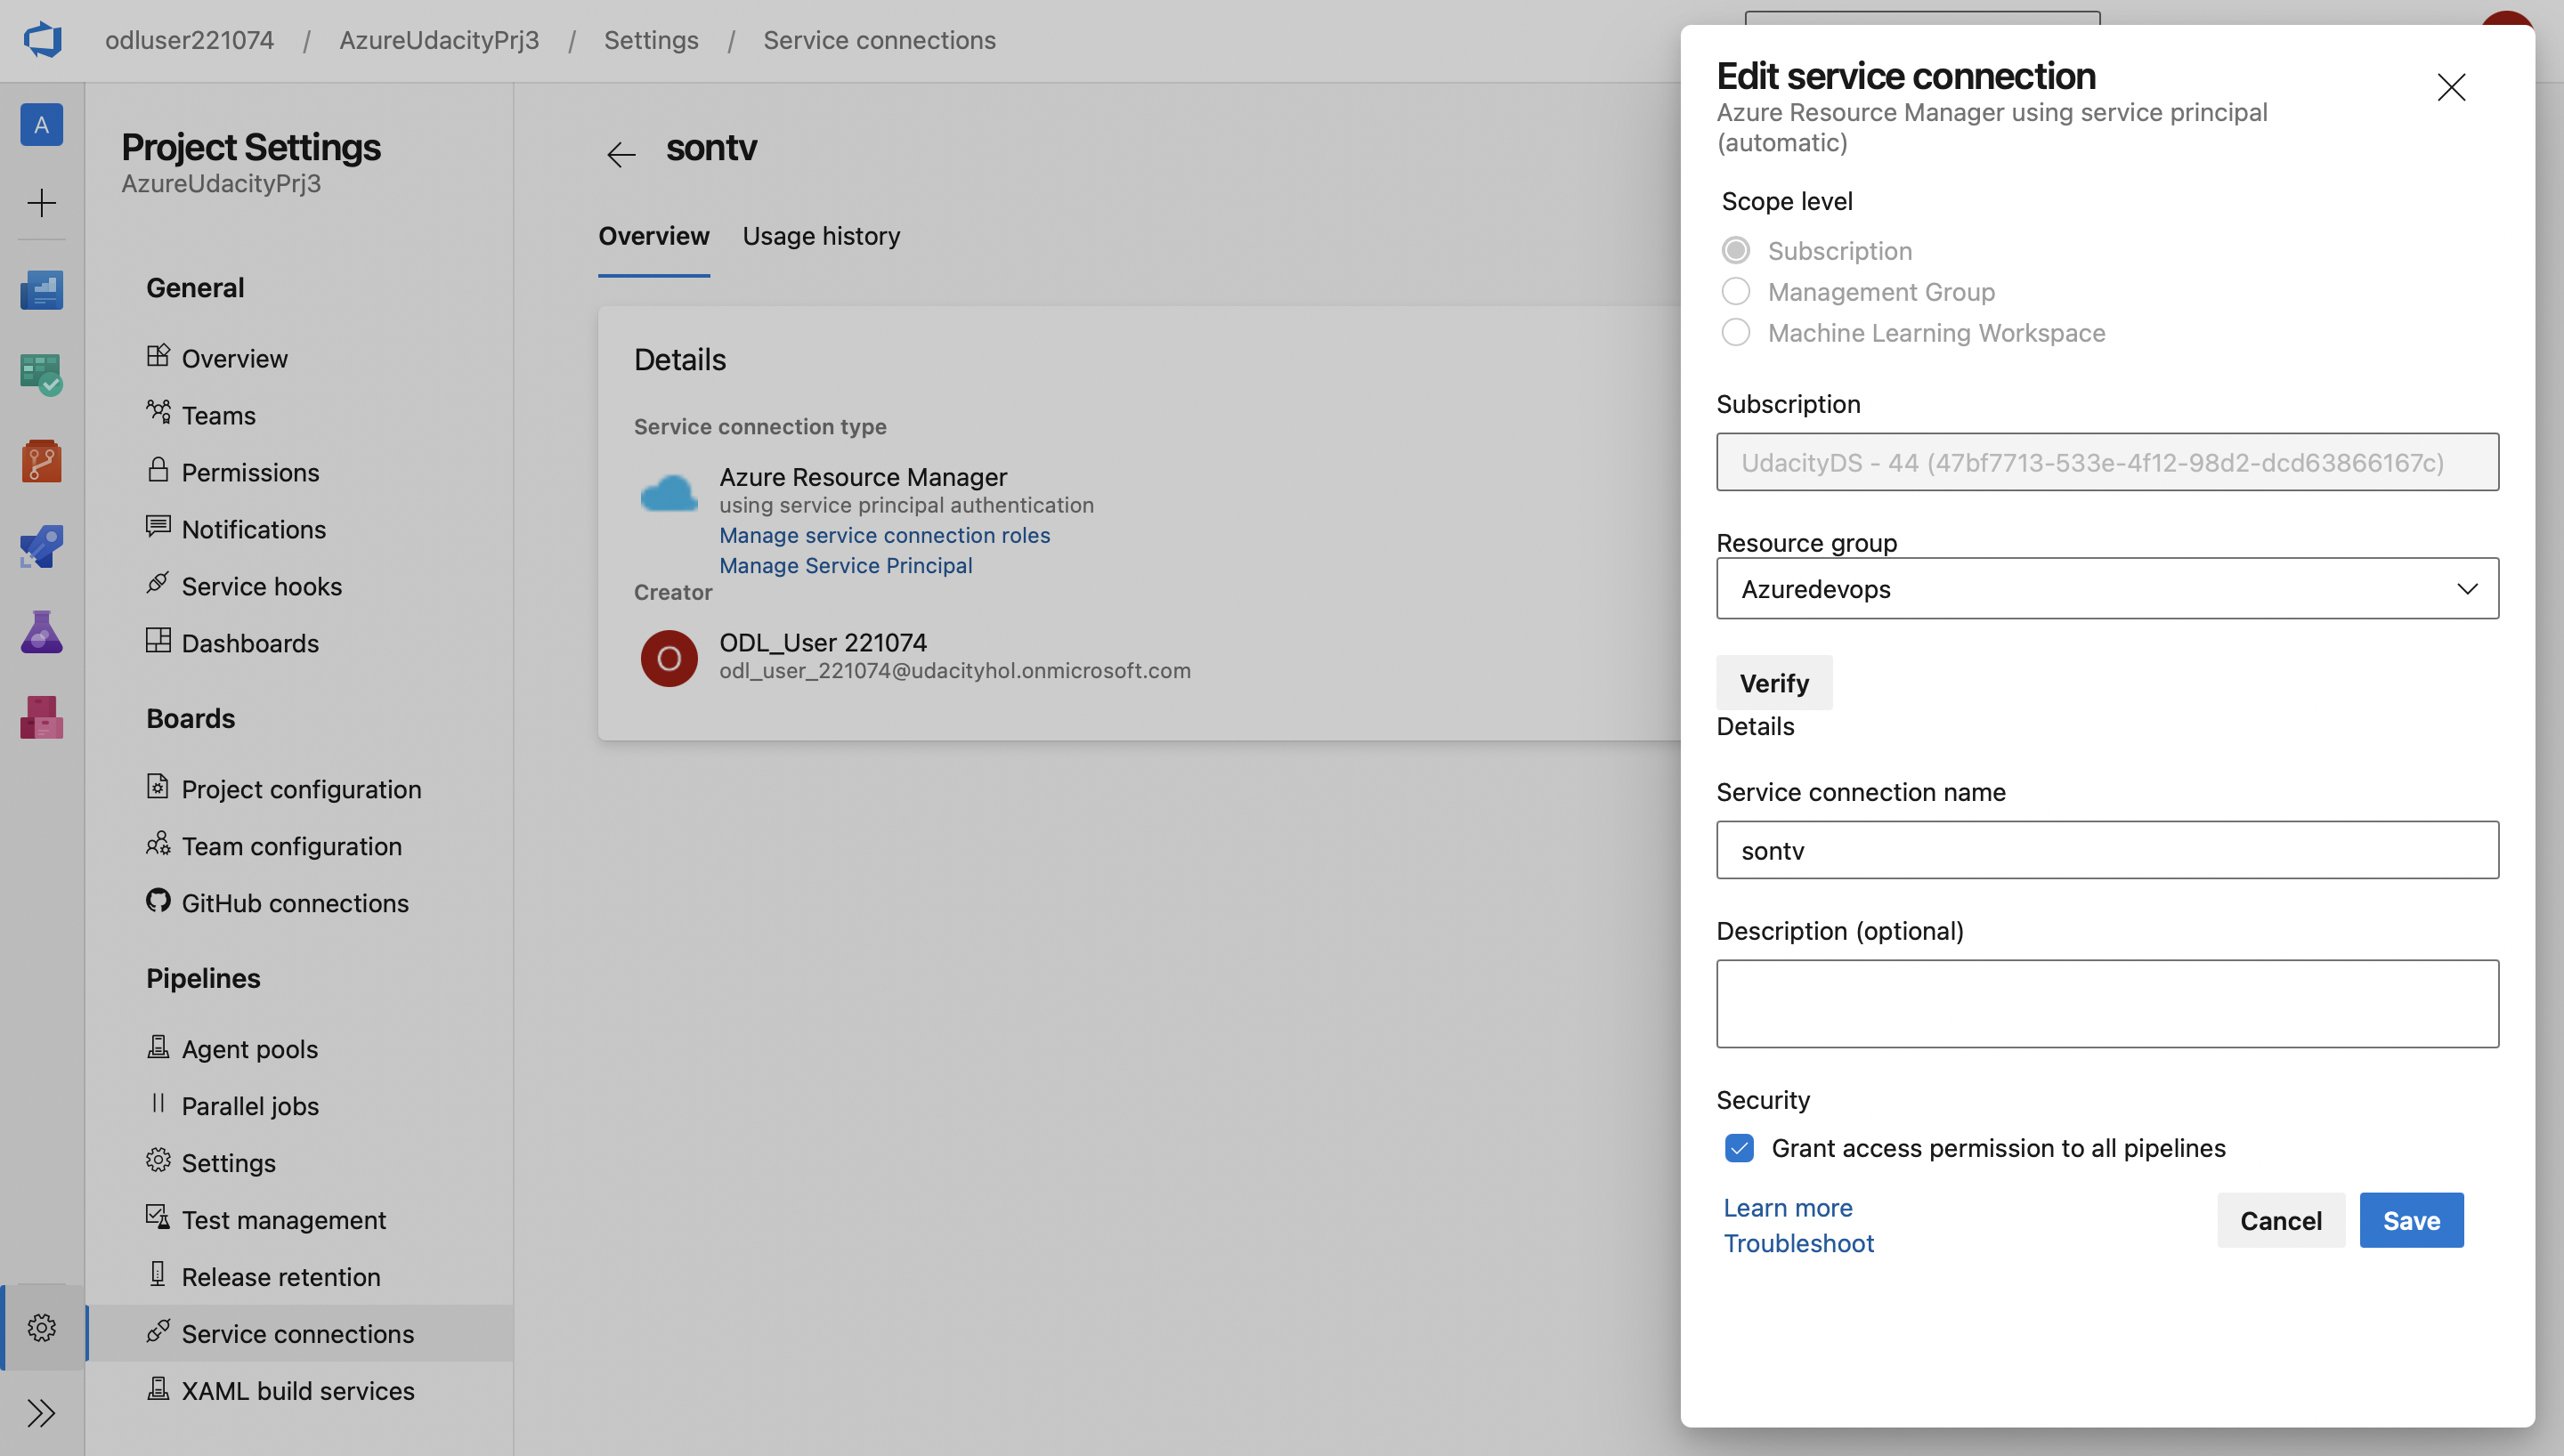 odluser221074 / AzureUdacityPrj3 / Settings / Service connections
A
Project Settings
AzureUdacityPrj3
General
Overview
Teams
Permissions
Notifications
Service hooks
Dashboards
Boards
Project configuration
Team configuration
GitHub connections
Pipelines
Agent pools
Parallel jobs
Settings
Test management
Release retention
Service connections
XAML build services
sontv
Overview Usage history
Details
Service connection type
Azure Resource Manager
using service principal authentication
Manage service connection roles
Manage Service Principal
Creator
O
ODL_User 221074
odl_user_221074@udacityhol.onmicrosoft.com
Edit service connection
Azure Resource Manager using service principal
(automatic)
Scope level
Subscription
Management Group
Machine Learning Workspace
Subscription
UdacityDS - 44 (47bf7713-533e-4f12-98d2-dcd63866167c)
Resource group
Azuredevops
Verify
Details
Service connection name
sontv
Description (optional)
Security
Grant access permission to all pipelines
Learn more
Troubleshoot
Cancel Save